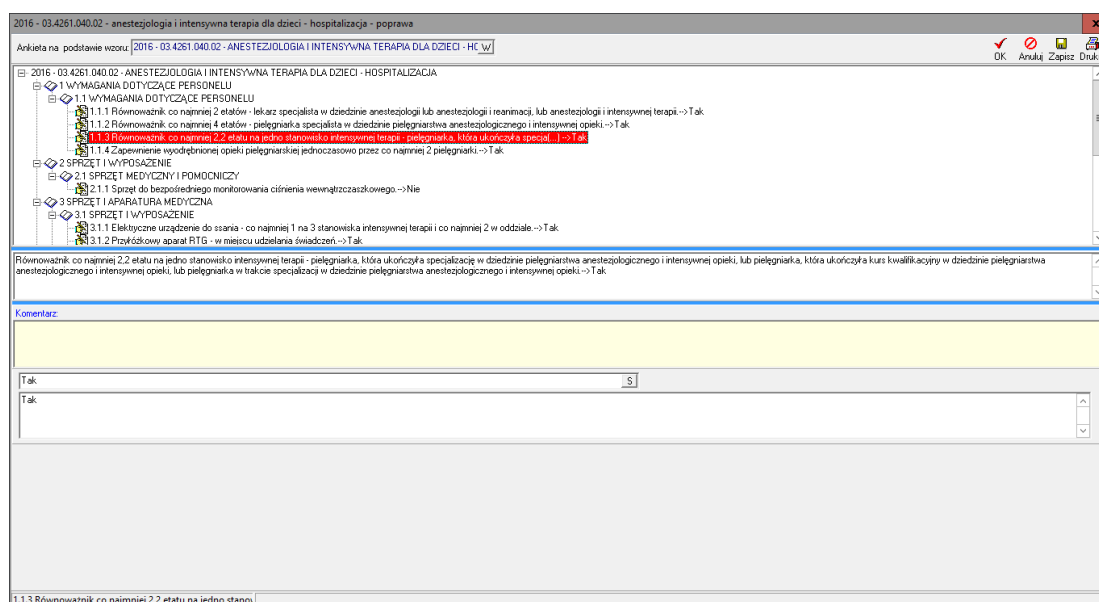 2016 - 03.4261.040.02 - anestezjologia i intensywna terapia dla dzieci - hospitalizacja - poprawa
x
Ankieta na podstawie wzoru: 2016 - 03.4261.040.02 - ANESTEZJOLOGIA I INTENSYWNA TERAPIA DLA DZIECI - HC W
OK Anuluj Zapisz Druk
2016 - 03.4261.040.02 - ANESTEZJOLOGIA I INTENSYWNA TERAPIA DLA DZIECI - HOSPITALIZACJA
1 WYMAGANIA DOTYCZĄCE PERSONELU
1.1 WYMAGANIA DOTYCZĄCE PERSONELU
1.1.1 Równoważnik co najmniej 2 etatów - lekarz specjalista w dziedzinie anestezjologii lub anestezjologii i reanimacji, lub anestezjologii i intensywnej terapii.-->Tak
1.1.2 Równoważnik co najmniej 4 etatów - pielęgniarka specjalista w dziedzinie pielęgniarstwa anestezjologicznego i intensywnej opieki.-->Tak
1.1.3 Równoważnik co najmniej 2,2 etatu na jedno stanowisko intensywnej terapii - pielęgniarka, która ukończyła specjal(...) -->Tak
1.1.4 Zapewnienie wyodrębnionej opieki pielęgniarskiej jednoczasowo przez co najmniej 2 pielęgniarki.-->Tak
2 SPRZĘT I WYPOSAŻENIE
2.1 SPRZĘT MEDYCZNY I POMOCNICZY
2.1.1 Sprzęt do bezpośredniego monitorowania ciśnienia wewnątrzczaszkowego.-->Nie
3 SPRZĘT I APARATURA MEDYCZNA
3.1 SPRZĘT I WYPOSAŻENIE
3.1.1 Elektryczne urządzenie do ssania - co najmniej 1 na 3 stanowiska intensywnej terapii i co najmniej 2 w oddziale.-->Tak
3.1.2 Przyłóżkowy aparat RTG - w miejscu udzielania świadczeń.-->Tak
Równoważnik co najmniej 2,2 etatu na jedno stanowisko intensywnej terapii - pielęgniarka, która ukończyła specjalizację w dziedzinie pielęgniarstwa anestezjologicznego i intensywnej opieki, lub pielęgniarka, która ukończyła kurs kwalifikacyjny w dziedzinie pielęgniarstwa
anestezjologicznego i intensywnej opieki, lub pielęgniarka w trakcie specjalizacji w dziedzinie pielęgniarstwa anestezjologicznego i intensywnej opieki.-->Tak
Komentarz:
Tak S
Tak
1.1.3 Równoważnik co najmniej 2,2 etatu na jedno stanow